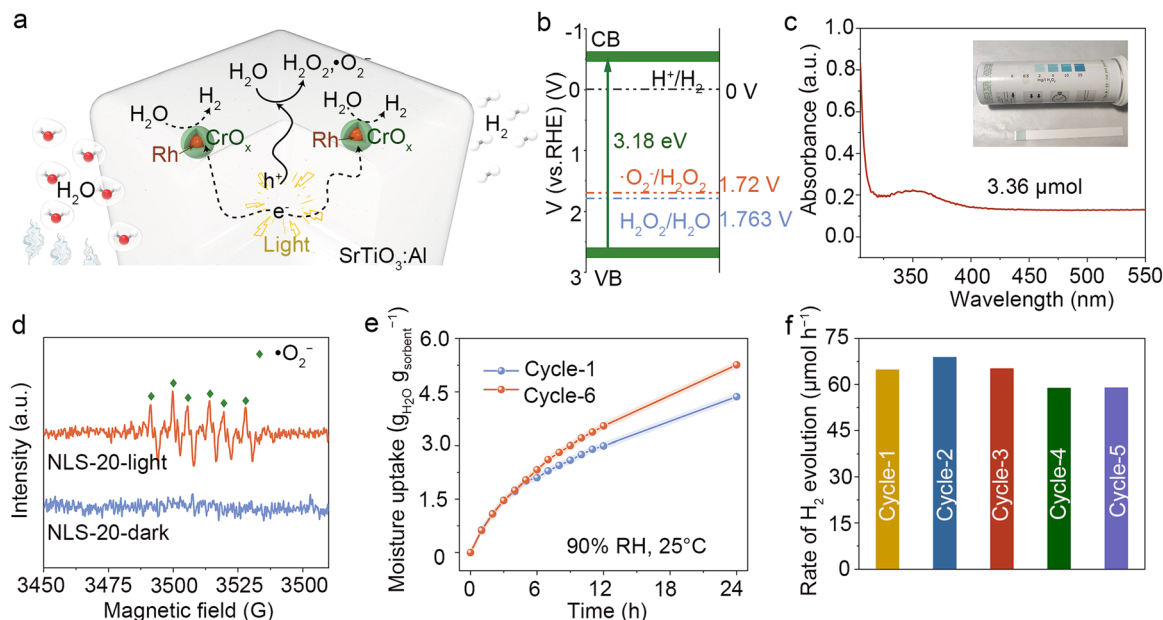 a
H₂O
H₂O₂,•O₂⁻
H₂O
H₂
H₂O
H₂
Rh
CrOₓ
Rh
CrOₓ
H₂
H₂O
h⁺
e⁻
Light
SrTiO₃:Al
b
V (vs.RHE) (V)
-1
0
1
2
3
CB
H⁺/H₂
0 V
3.18 eV
·O₂⁻/H₂O₂
1.72 V
H₂O₂/H₂O
1.763 V
VB
c
Absorbance (a.u.)
1.0
0.8
0.6
0.4
0.2
0.0
3.36 μmol
350
400
450
500
550
Wavelength (nm)
d
Intensity (a.u.)
•O₂⁻
NLS-20-light
NLS-20-dark
3450
3475
3500
3525
3500
Magnetic field (G)
e
Moisture uptake (g_H₂O g_sorbent⁻¹)
6.0
4.5
3.0
1.5
0
Cycle-1
Cycle-6
90% RH, 25°C
0
3
6
9
12
24
Time (h)
f
Rate of H₂ evolution (μmol h⁻¹)
75
60
45
30
15
0
Cycle-1
Cycle-2
Cycle-3
Cycle-4
Cycle-5